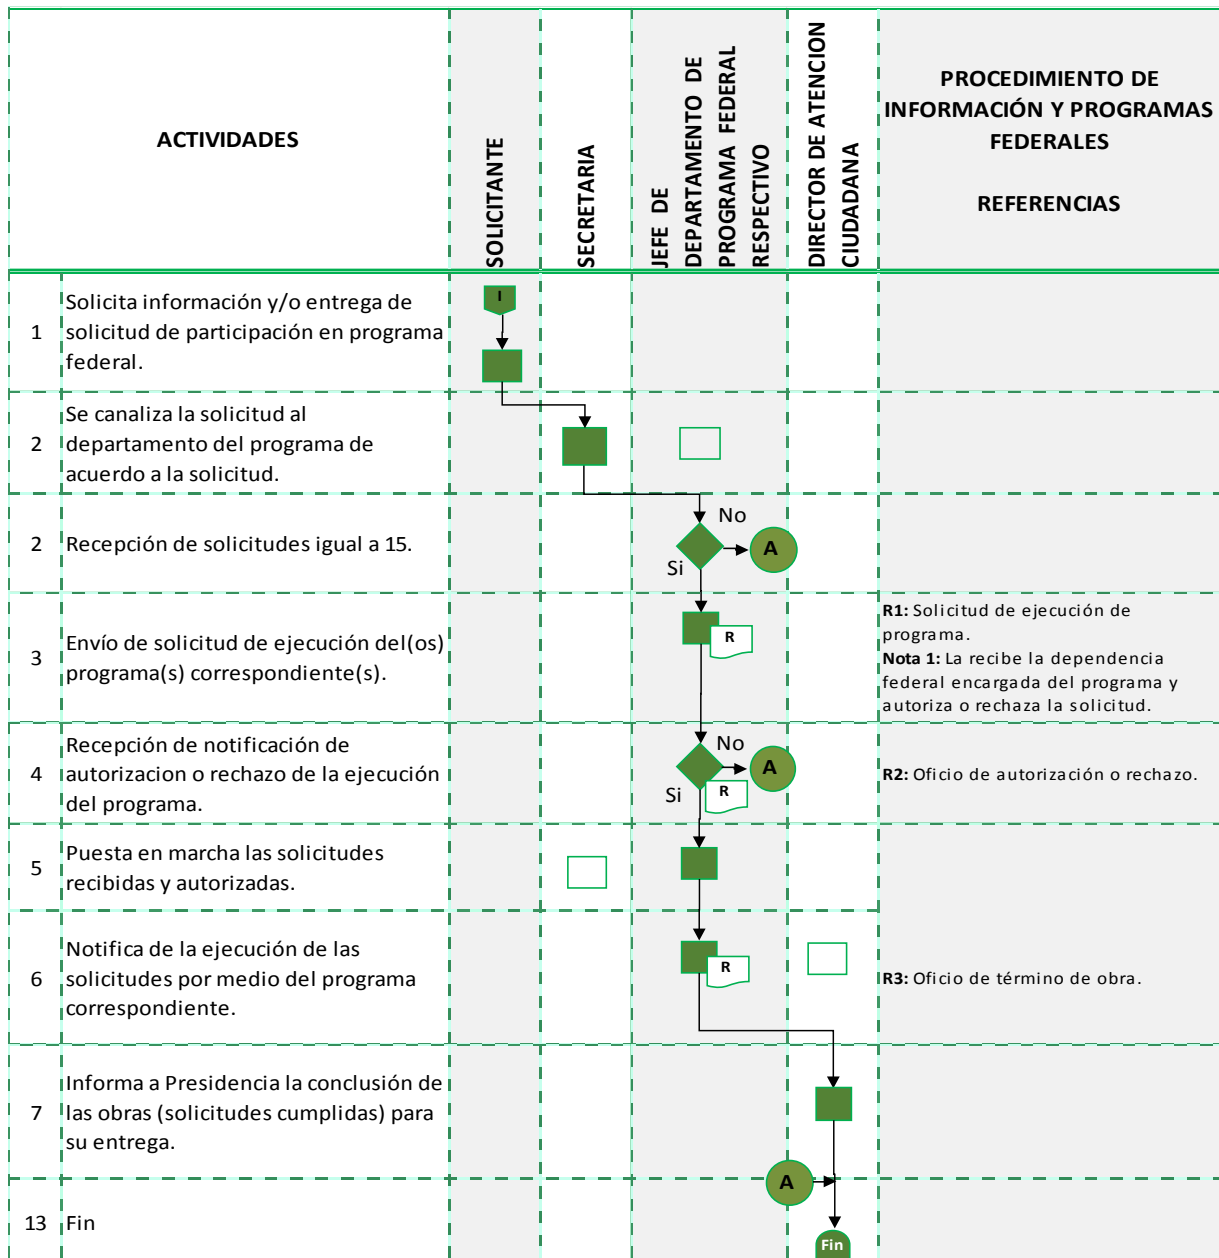 ACTIVIDADES
SOLICITANTE
SECRETARIA
JEFE DE
DEPARTAMENTO DE
PROGRAMA FEDERAL
RESPECTIVO
DIRECTOR DE ATENCION
CIUDADANA
PROCEDIMIENTO DE
INFORMACIÓN Y PROGRAMAS
FEDERALES
REFERENCIAS
1
Solicita información y/o entrega de
solicitud de participación en programa
federal.
I
2
Se canaliza la solicitud al
departamento del programa de
acuerdo a la solicitud.
2
Recepción de solicitudes igual a 15.
No
A
Si
3
Envío de solicitud de ejecución del(os)
programa(s) correspondiente(s).
R
R1: Solicitud de ejecución de
programa.
Nota 1: La recibe la dependencia
federal encargada del programa y
autoriza o rechaza la solicitud.
4
Recepción de notificación de
autorizacion o rechazo de la ejecución
del programa.
No
A
Si
R
R2: Oficio de autorización o rechazo.
5
Puesta en marcha las solicitudes
recibidas y autorizadas.
6
Notifica de la ejecución de las
solicitudes por medio del programa
correspondiente.
R
R3: Oficio de término de obra.
7
Informa a Presidencia la conclusión de
las obras (solicitudes cumplidas) para
su entrega.
A
13
Fin
Fin